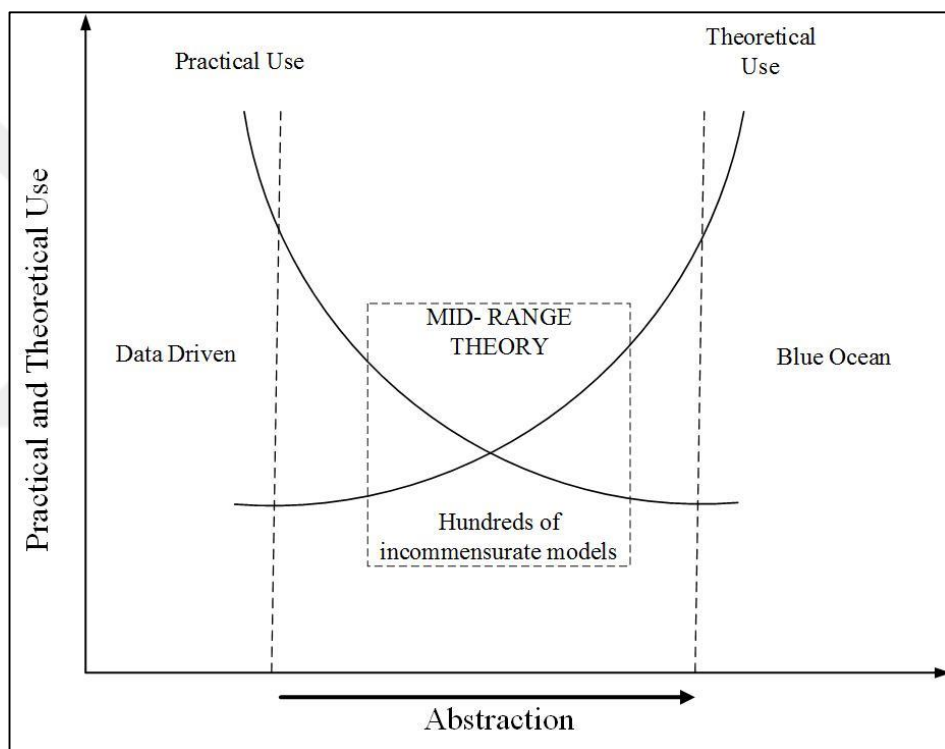 Practical Use
Theoretical
Use
Practical and Theoretical Use
Data Driven
MID- RANGE
THEORY
Blue Ocean
Hundreds of
incommensurate models
Abstraction